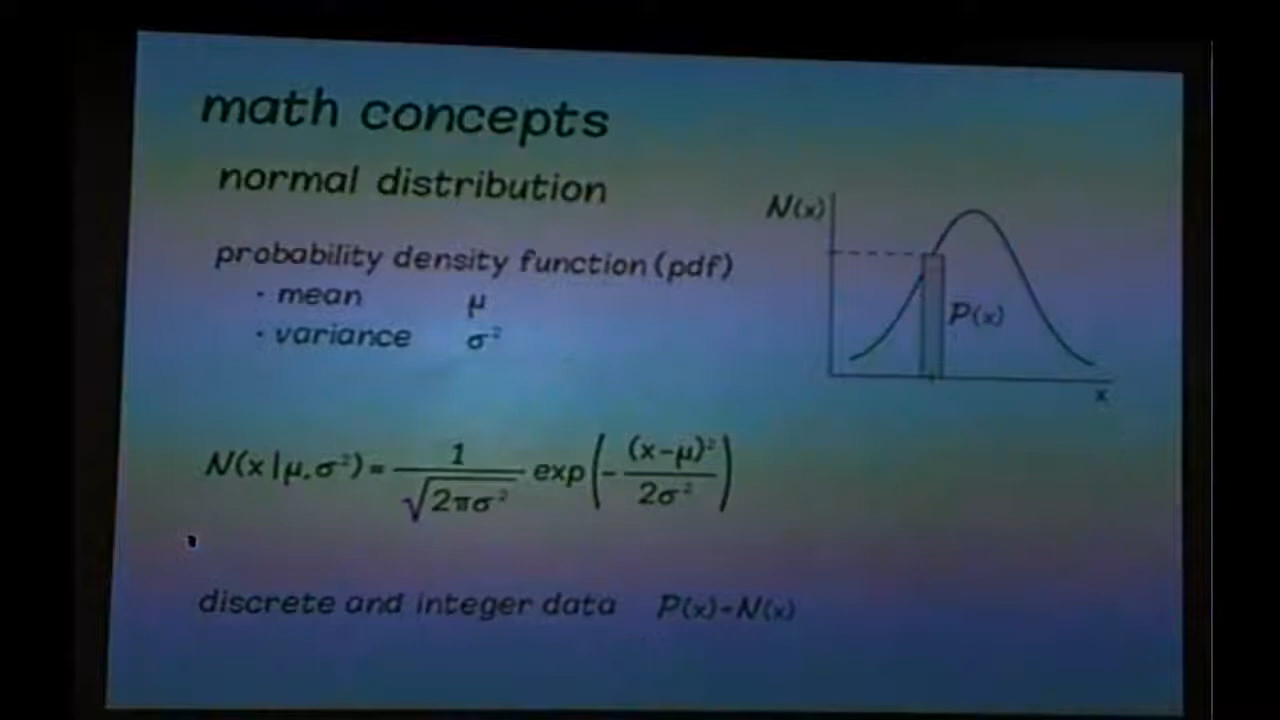 math concepts
normal distribution
probability density function (pdf)
· mean μ
· variance σ²
N(x)
P(x)
x
N(x|μ,σ²) = 1/√2πσ² exp(-(x-μ)²/2σ²)
discrete and integer data P(x)=N(x)